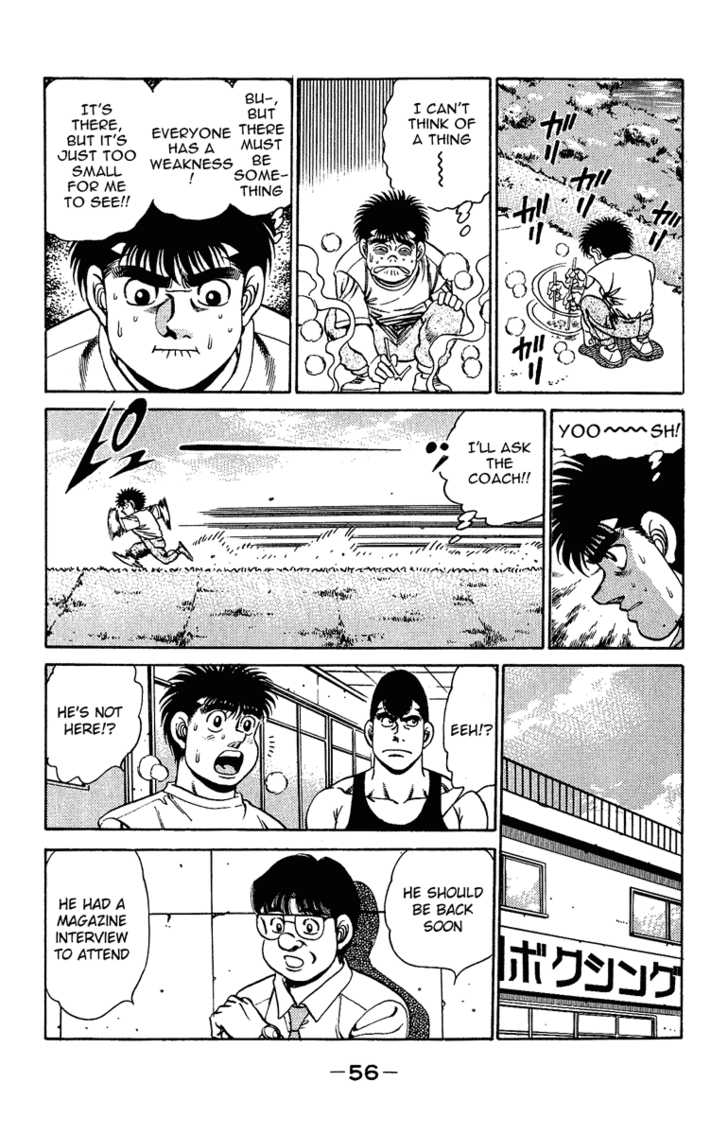 ガリ
ガリ
ガリ
ガリ
ガリ
I CAN'T
THINK OF
A THING
BU-,
BUT
THERE
MUST
BE
SOME-
THING
EVERYONE
HAS A
WEAKNESS
!
IT'S
THERE,
BUT IT'S
JUST TOO
SMALL
FOR ME
TO SEE!!
YOO~~~SH!
I'LL ASK
THE
COACH!!
ボクシング
EEH!?
HE'S NOT
HERE!?
HE SHOULD
BE BACK
SOON
HE HAD A
MAGAZINE
INTERVIEW
TO ATTEND
－56－